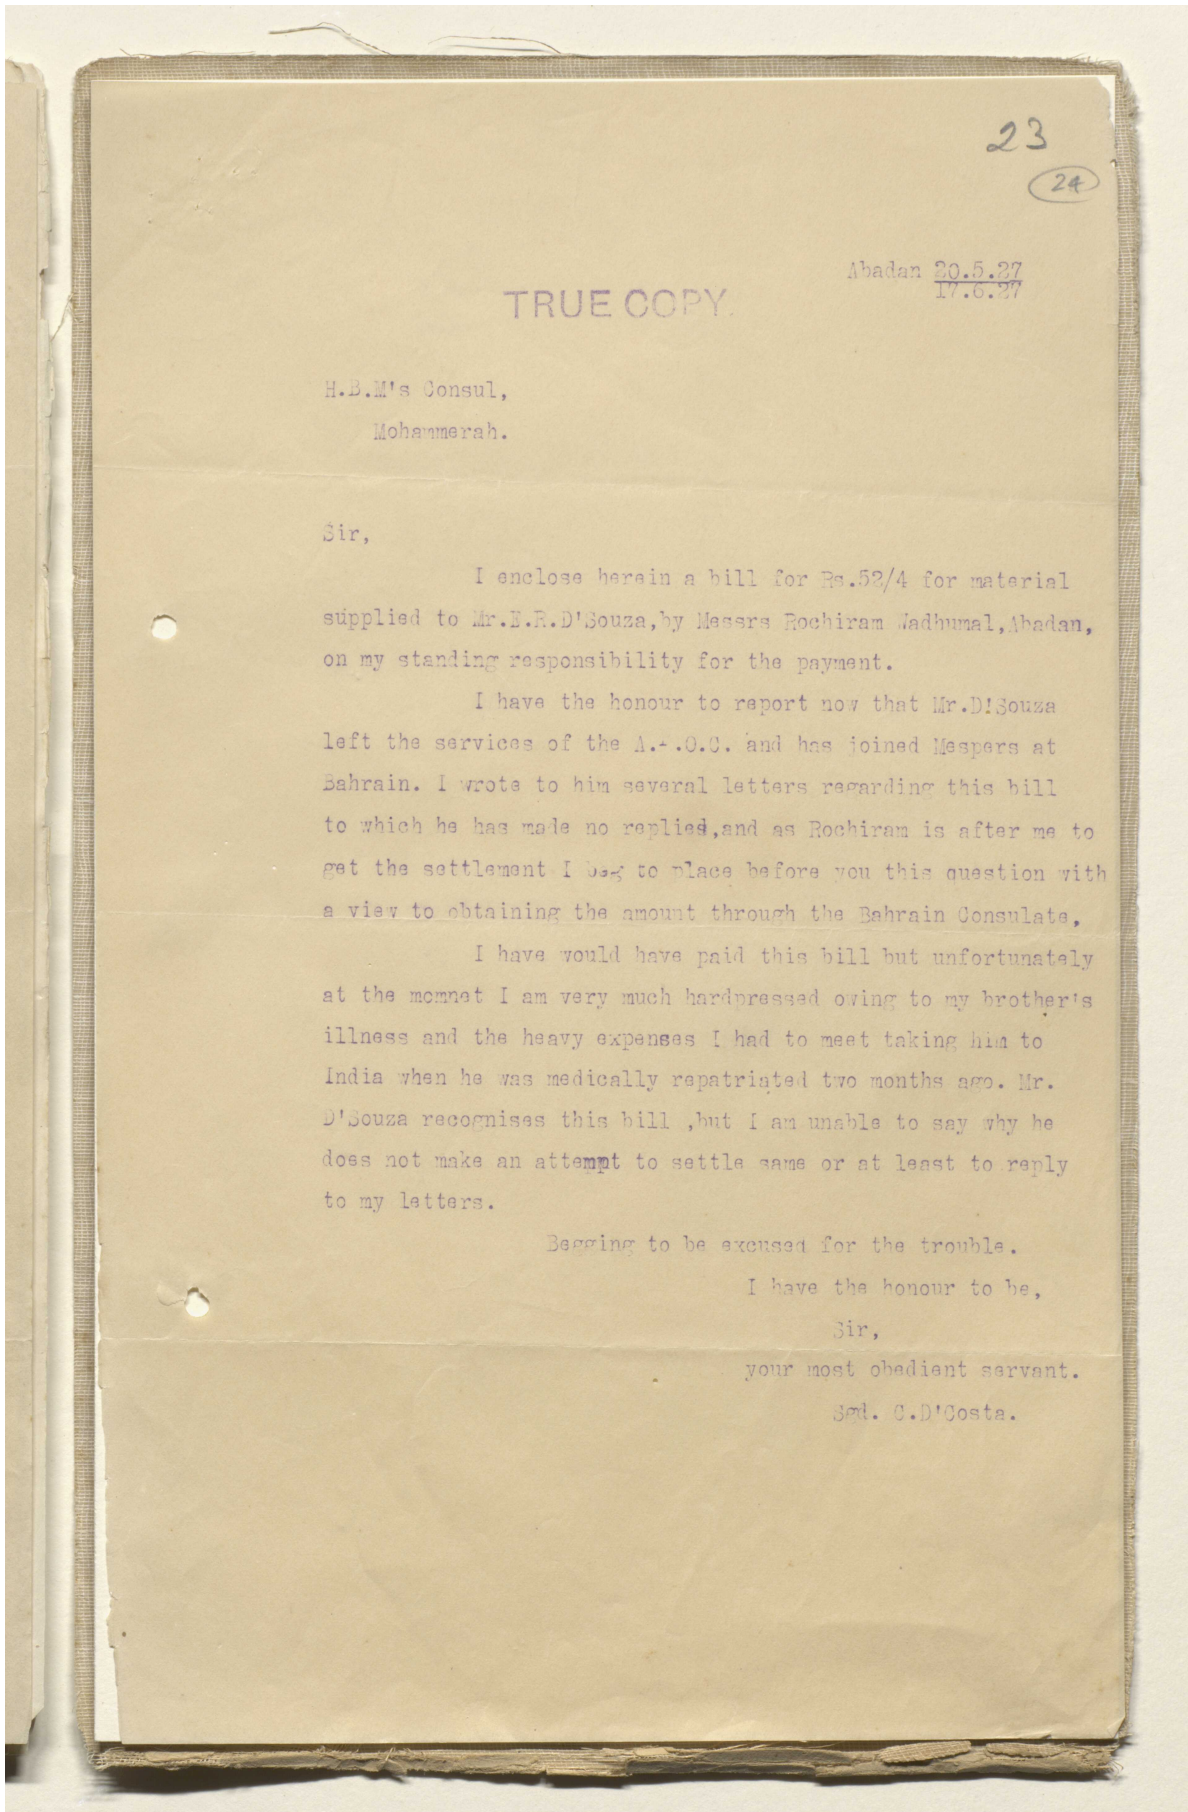 23
24
Abadan 20.5.27
17.6.27
TRUE COPY.
H.B.M's Consul,
Mohammerah.
Sir,
I enclose herein a bill for Rs.52/4 for material
supplied to Mr.E.R.D'Souza,by Messrs Rochiram Wadhumal,Abadan,
on my standing responsibility for the payment.
I have the honour to report now that Mr.D'Souza
left the services of the A.P.O.C. and has joined Mespers at
Bahrain. I wrote to him several letters regarding this bill
to which he has made no replied,and as Rochiram is after me to
get the settlement I beg to place before you this question with
a view to obtaining the amount through the Bahrain Consulate.
I have would have paid this bill but unfortunately
at the momnet I am very much hardpressed owing to my brother's
illness and the heavy expenses I had to meet taking him to
India when he was medically repatriated two months ago. Mr.
D'Souza recognises this bill ,but I am unable to say why he
does not make an attempt to settle same or at least to reply
to my letters.
Begging to be excused for the trouble.
I have the honour to be,
Sir,
your most obedient servant.
Sgd. C.D'Costa.